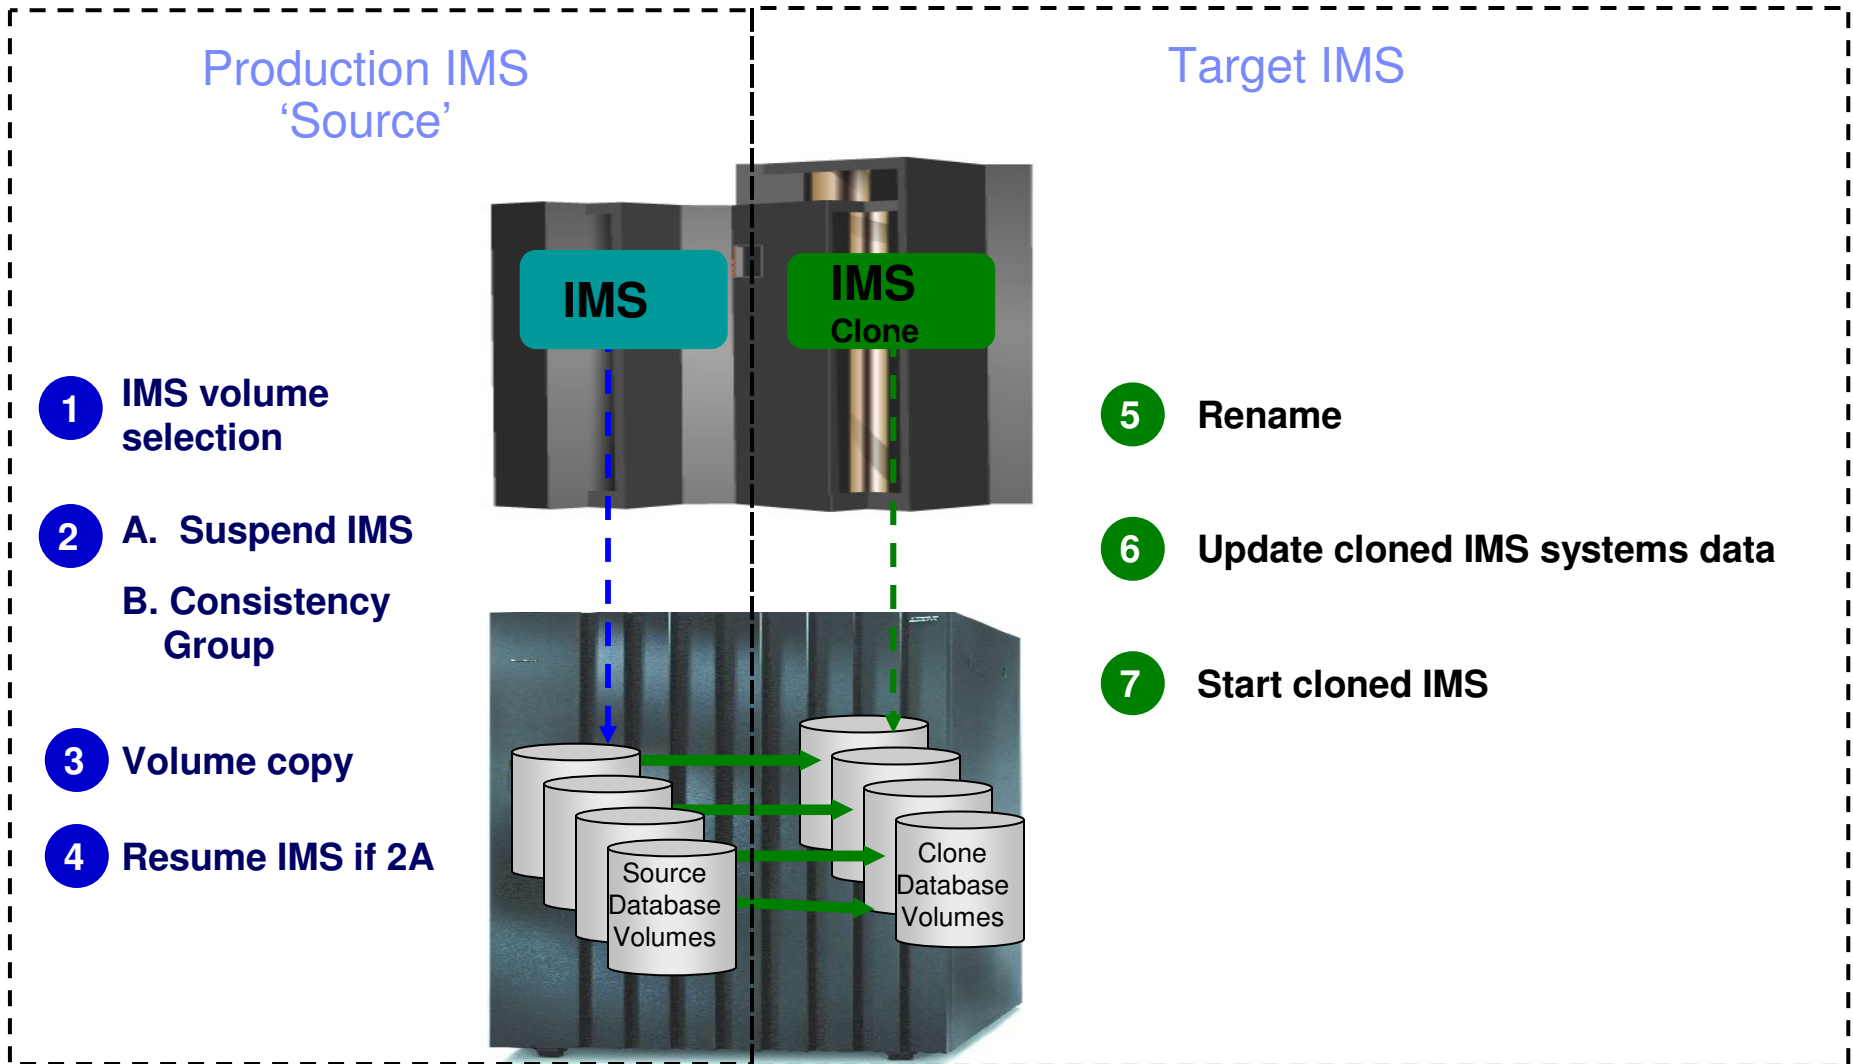 Production IMS
‘Source’
Target IMS
IMS
IMS
Clone
1 IMS volume
selection
2 A. Suspend IMS
B. Consistency
Group
3 Volume copy
4 Resume IMS if 2A
5 Rename
6 Update cloned IMS systems data
7 Start cloned IMS
Source
Database
Volumes
Clone
Database
Volumes